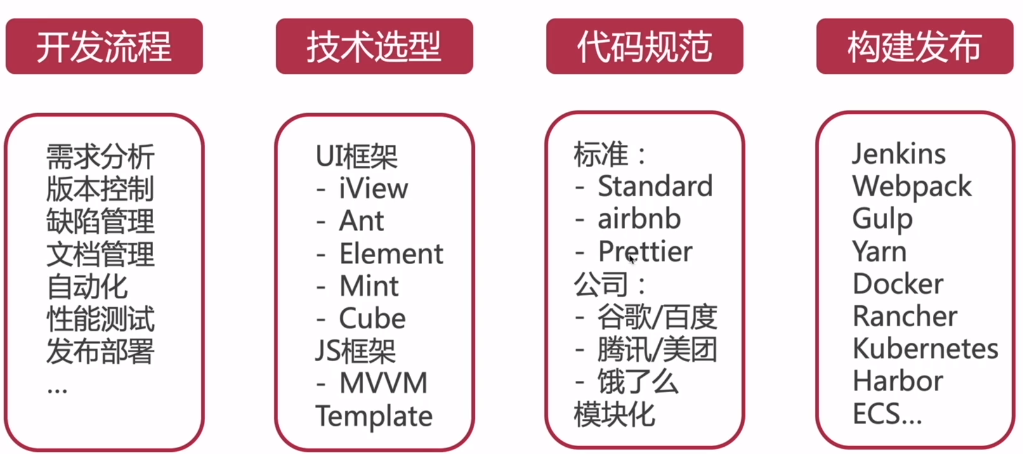 开发流程
需求分析
版本控制
缺陷管理
文档管理
自动化
性能测试
发布部署
...
技术选型
UI框架
- iView
- Ant
- Element
- Mint
- Cube
JS框架
- MVVM
Template
代码规范
标准：
- Standard
- airbnb
- Prettier
公司：
- 谷歌/百度
- 腾讯/美团
- 饿了么
模块化
构建发布
Jenkins
Webpack
Gulp
Yarn
Docker
Rancher
Kubernetes
Harbor
ECS...